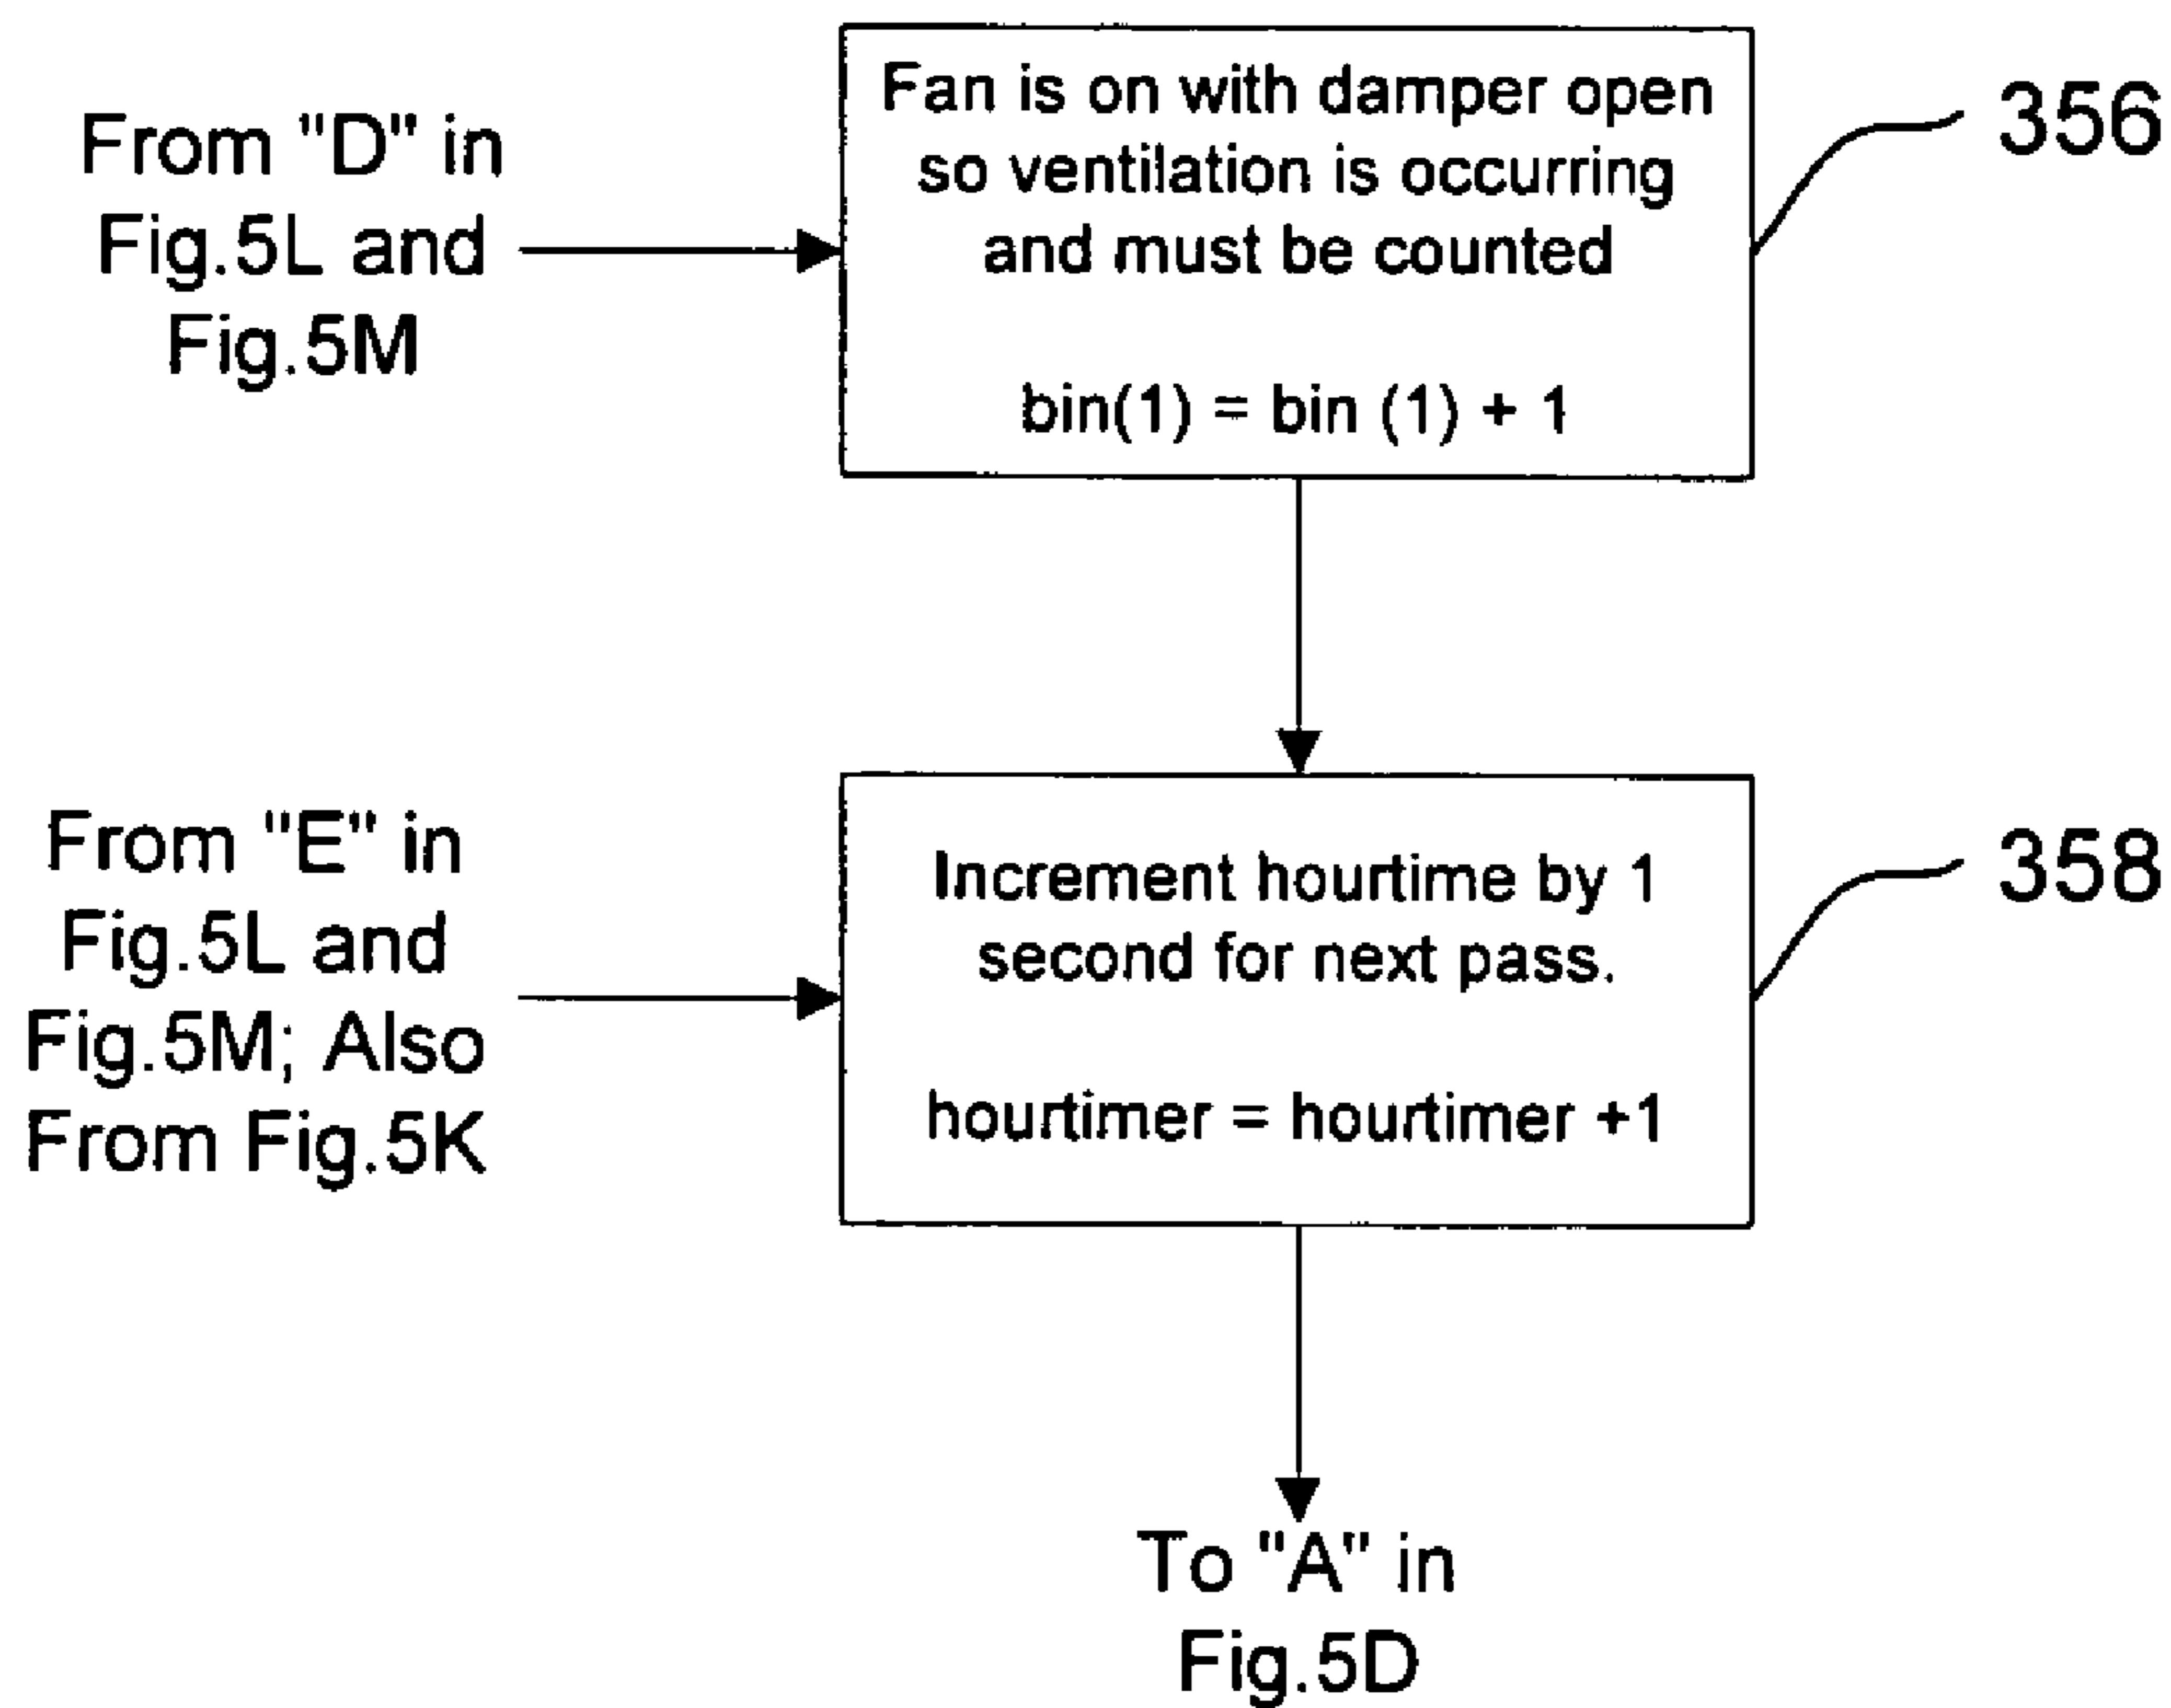 From "D" in
Fig.5L and
Fig.5M
Fan is on with damper open
so ventilation is occurring
and must be counted
bin(1) = bin (1) + 1
356
From "E" in
Fig.5L and
Fig.5M; Also
From Fig.5K
Increment hourtime by 1
second for next pass.
hourtimer = hourtimer +1
358
To "A" in
Fig.5D